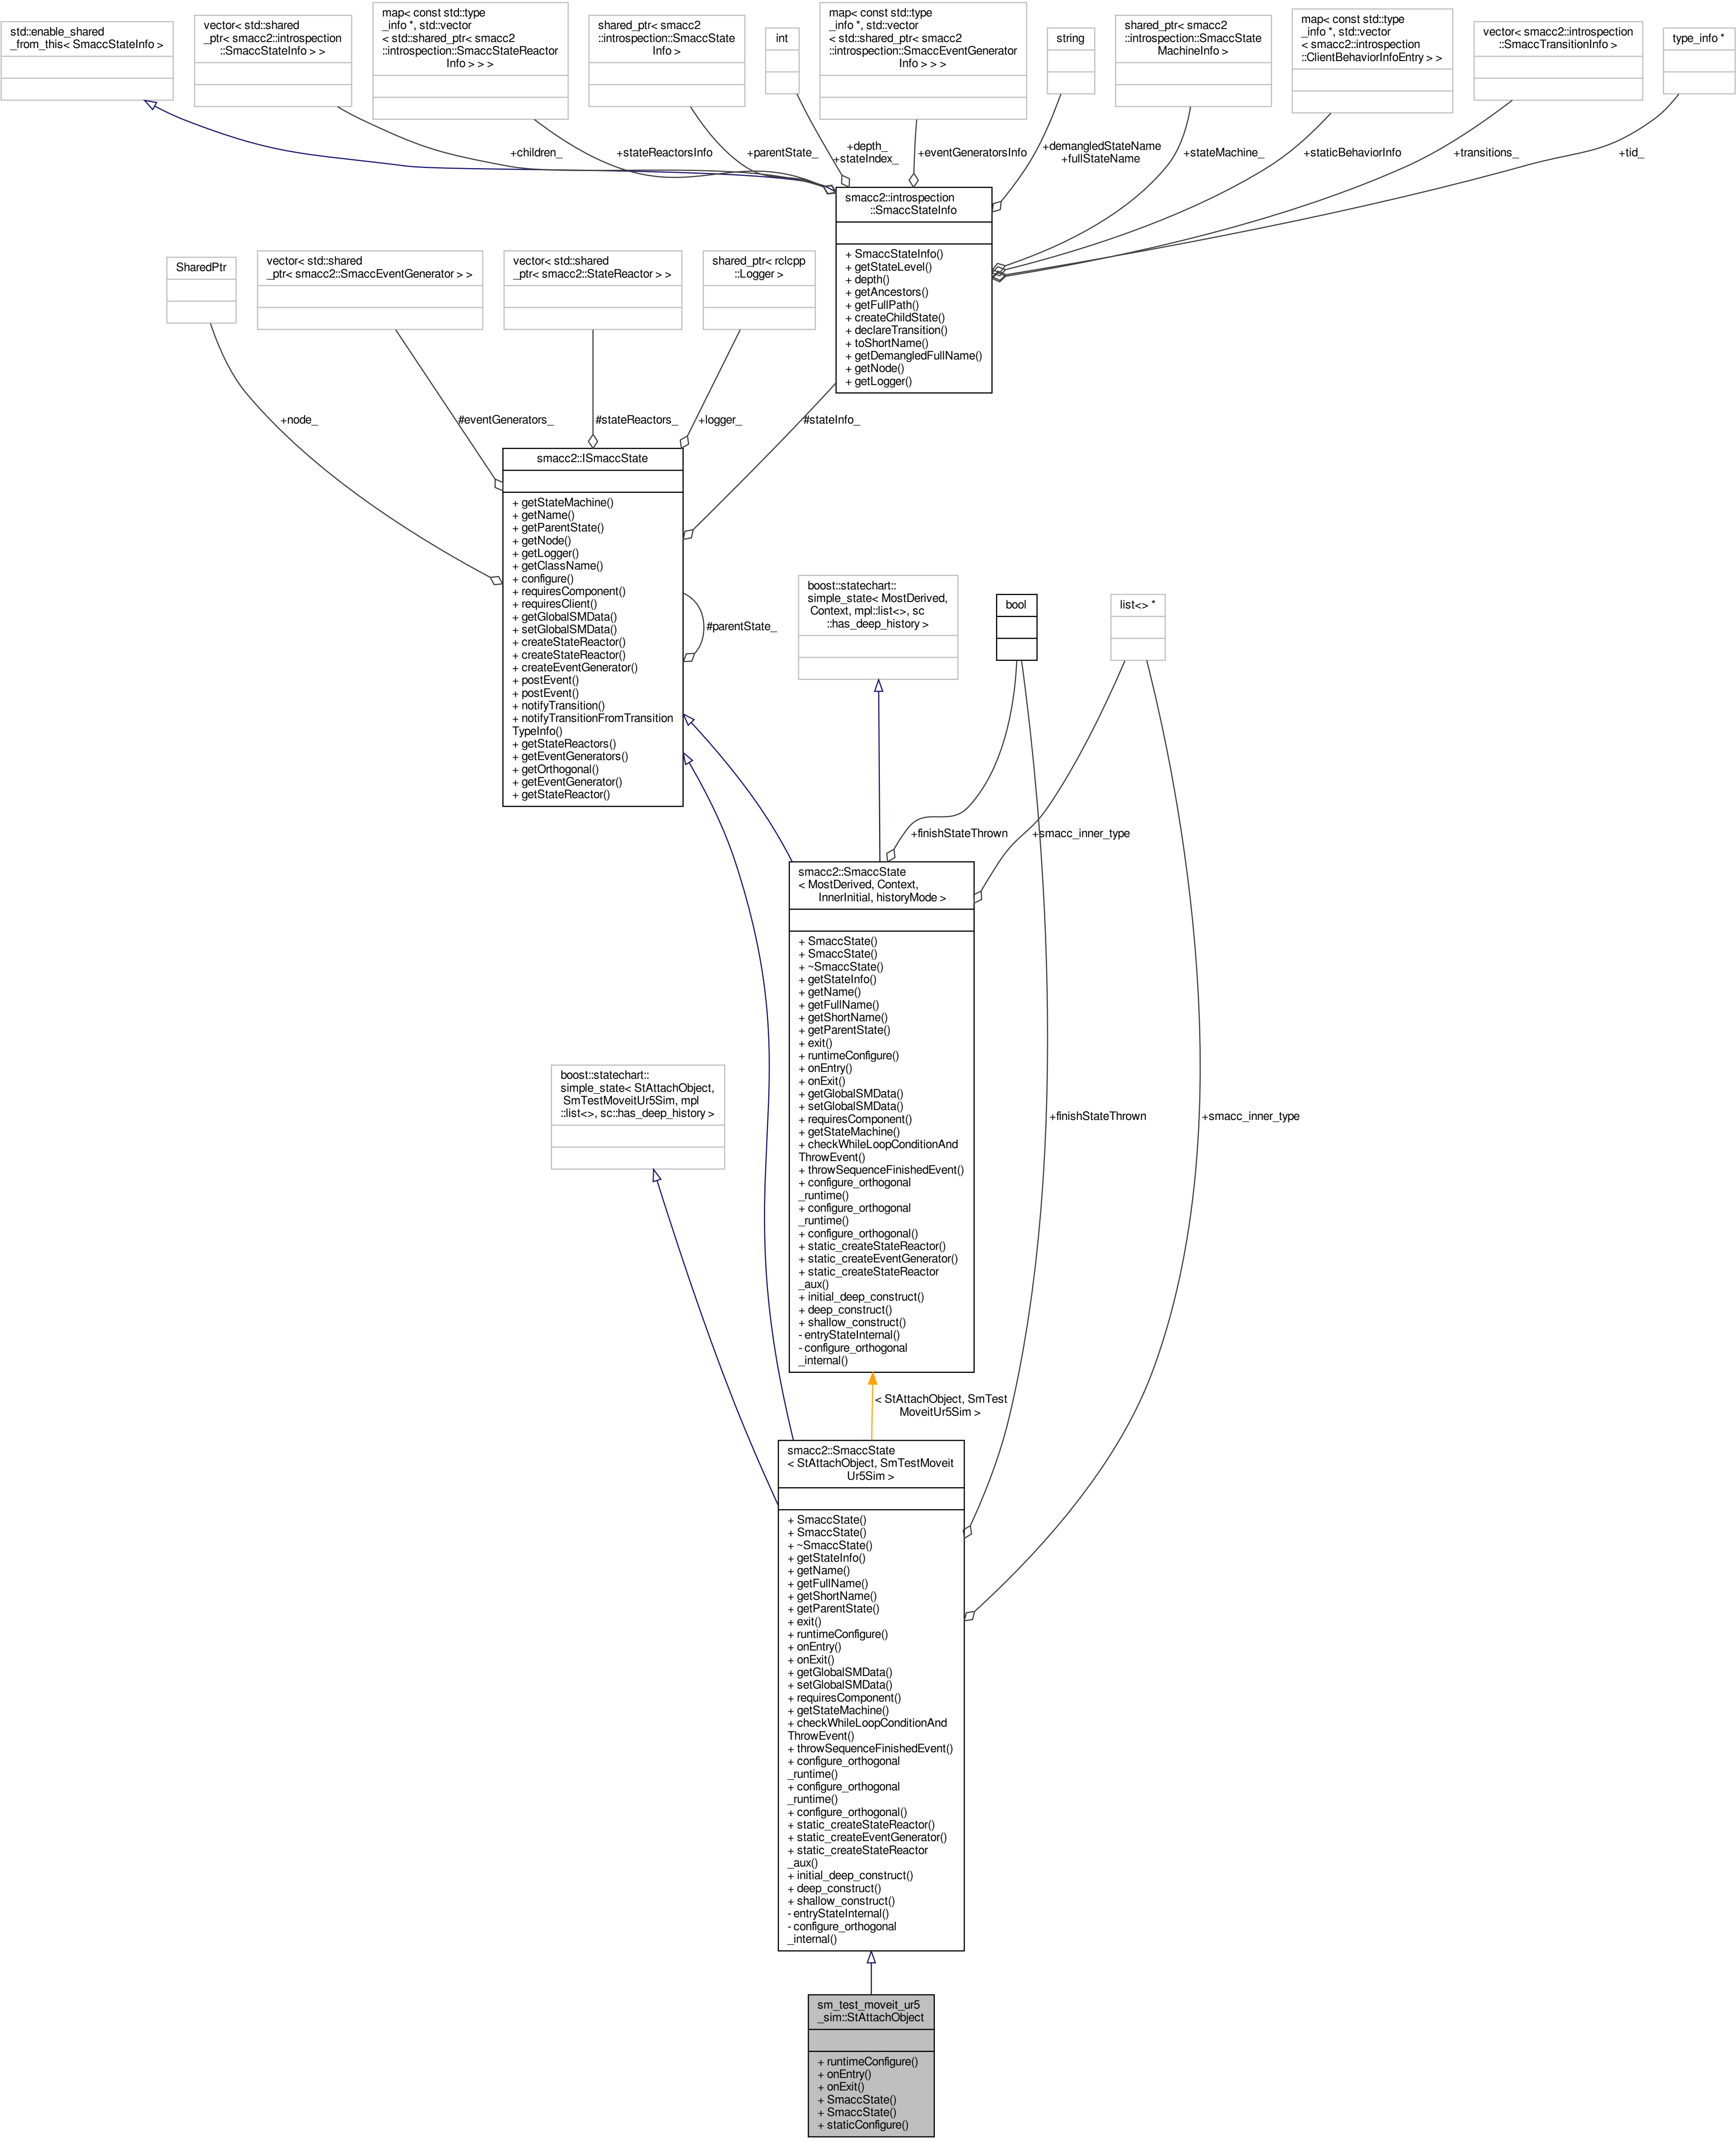 std::enable_shared
_from_this< SmaccStateInfo >
vector< std::shared
_ptr< smacc2::introspection
::SmaccStateInfo > >
map< const std::type
_info *, std::vector
< std::shared_ptr< smacc2
::introspection::SmaccStateReactor
Info > > >
shared_ptr< smacc2
::introspection::SmaccState
Info >
int
map< const std::type
_info *, std::vector
< std::shared_ptr< smacc2
::introspection::SmaccEventGenerator
Info > > >
string
shared_ptr< smacc2
::introspection::SmaccState
MachineInfo >
map< const std::type
_info *, std::vector
< smacc2::introspection
::ClientBehaviorInfoEntry > >
vector< smacc2::introspection
::SmaccTransitionInfo >
type_info *
+children_
+stateReactorsInfo
+parentState_
+depth_
+stateIndex_
+eventGeneratorsInfo
+demangledStateName
+fullStateName
+stateMachine_
+staticBehaviorInfo
+transitions_
+tid_
smacc2::introspection
::SmaccStateInfo
+ SmaccStateInfo()
+ getStateLevel()
+ depth()
+ getAncestors()
+ getFullPath()
+ createChildState()
+ declareTransition()
+ toShortName()
+ getDemangledFullName()
+ getNode()
+ getLogger()
SharedPtr
vector< std::shared
_ptr< smacc2::SmaccEventGenerator > >
vector< std::shared
_ptr< smacc2::StateReactor > >
shared_ptr< rclcpp
::Logger >
+node_
#eventGenerators_
#stateReactors_
+logger_
#stateInfo_
smacc2::ISmaccState
+ getStateMachine()
+ getName()
+ getParentState()
+ getNode()
+ getLogger()
+ getClassName()
+ configure()
+ requiresComponent()
+ requiresClient()
+ getGlobalSMData()
+ setGlobalSMData()
+ createStateReactor()
+ createStateReactor()
+ createEventGenerator()
+ postEvent()
+ postEvent()
+ notifyTransition()
+ notifyTransitionFromTransition
TypeInfo()
+ getStateReactors()
+ getEventGenerators()
+ getOrthogonal()
+ getEventGenerator()
+ getStateReactor()
#parentState_
boost::statechart::
simple_state< MostDerived,
Context, mpl::list<>, sc
::has_deep_history >
bool
list<> *
+finishStateThrown
+smacc_inner_type
smacc2::SmaccState
< MostDerived, Context,
InnerInitial, historyMode >
+ SmaccState()
+ SmaccState()
+ ~SmaccState()
+ getStateInfo()
+ getName()
+ getFullName()
+ getShortName()
+ getParentState()
+ exit()
+ runtimeConfigure()
+ onEntry()
+ onExit()
+ getGlobalSMData()
+ setGlobalSMData()
+ requiresComponent()
+ getStateMachine()
+ checkWhileLoopConditionAnd
ThrowEvent()
+ throwSequenceFinishedEvent()
+ configure_orthogonal
_runtime()
+ configure_orthogonal
_runtime()
+ configure_orthogonal()
+ static_createStateReactor()
+ static_createEventGenerator()
+ static_createStateReactor
_aux()
+ initial_deep_construct()
+ deep_construct()
+ shallow_construct()
- entryStateInternal()
- configure_orthogonal
_internal()
boost::statechart::
simple_state< StAttachObject,
SmTestMoveitUr5Sim, mpl
::list<>, sc::has_deep_history >
+finishStateThrown
+smacc_inner_type
< StAttachObject, SmTest
MoveitUr5Sim >
smacc2::SmaccState
< StAttachObject, SmTestMoveit
Ur5Sim >
+ SmaccState()
+ SmaccState()
+ ~SmaccState()
+ getStateInfo()
+ getName()
+ getFullName()
+ getShortName()
+ getParentState()
+ exit()
+ runtimeConfigure()
+ onEntry()
+ onExit()
+ getGlobalSMData()
+ setGlobalSMData()
+ requiresComponent()
+ getStateMachine()
+ checkWhileLoopConditionAnd
ThrowEvent()
+ throwSequenceFinishedEvent()
+ configure_orthogonal
_runtime()
+ configure_orthogonal
_runtime()
+ configure_orthogonal()
+ static_createStateReactor()
+ static_createEventGenerator()
+ static_createStateReactor
_aux()
+ initial_deep_construct()
+ deep_construct()
+ shallow_construct()
- entryStateInternal()
- configure_orthogonal
_internal()
sm_test_moveit_ur5
_sim::StAttachObject
+ runtimeConfigure()
+ onEntry()
+ onExit()
+ SmaccState()
+ SmaccState()
+ staticConfigure()